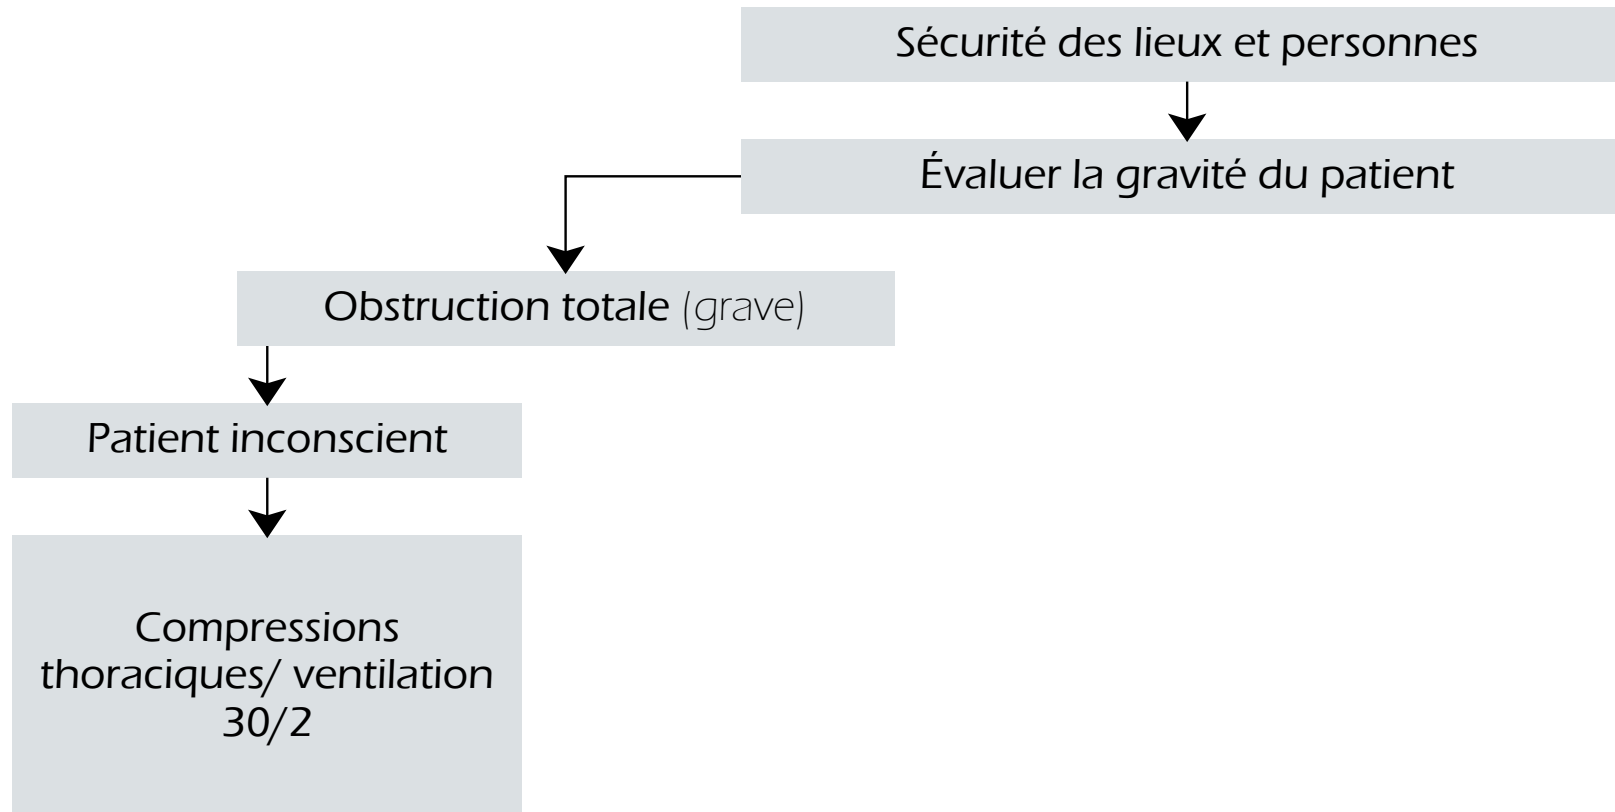 Sécurité des lieux et personnes
Évaluer la gravité du patient
Obstruction totale (grave)
Patient inconscient
Compressions
thoraciques/ ventilation
30/2